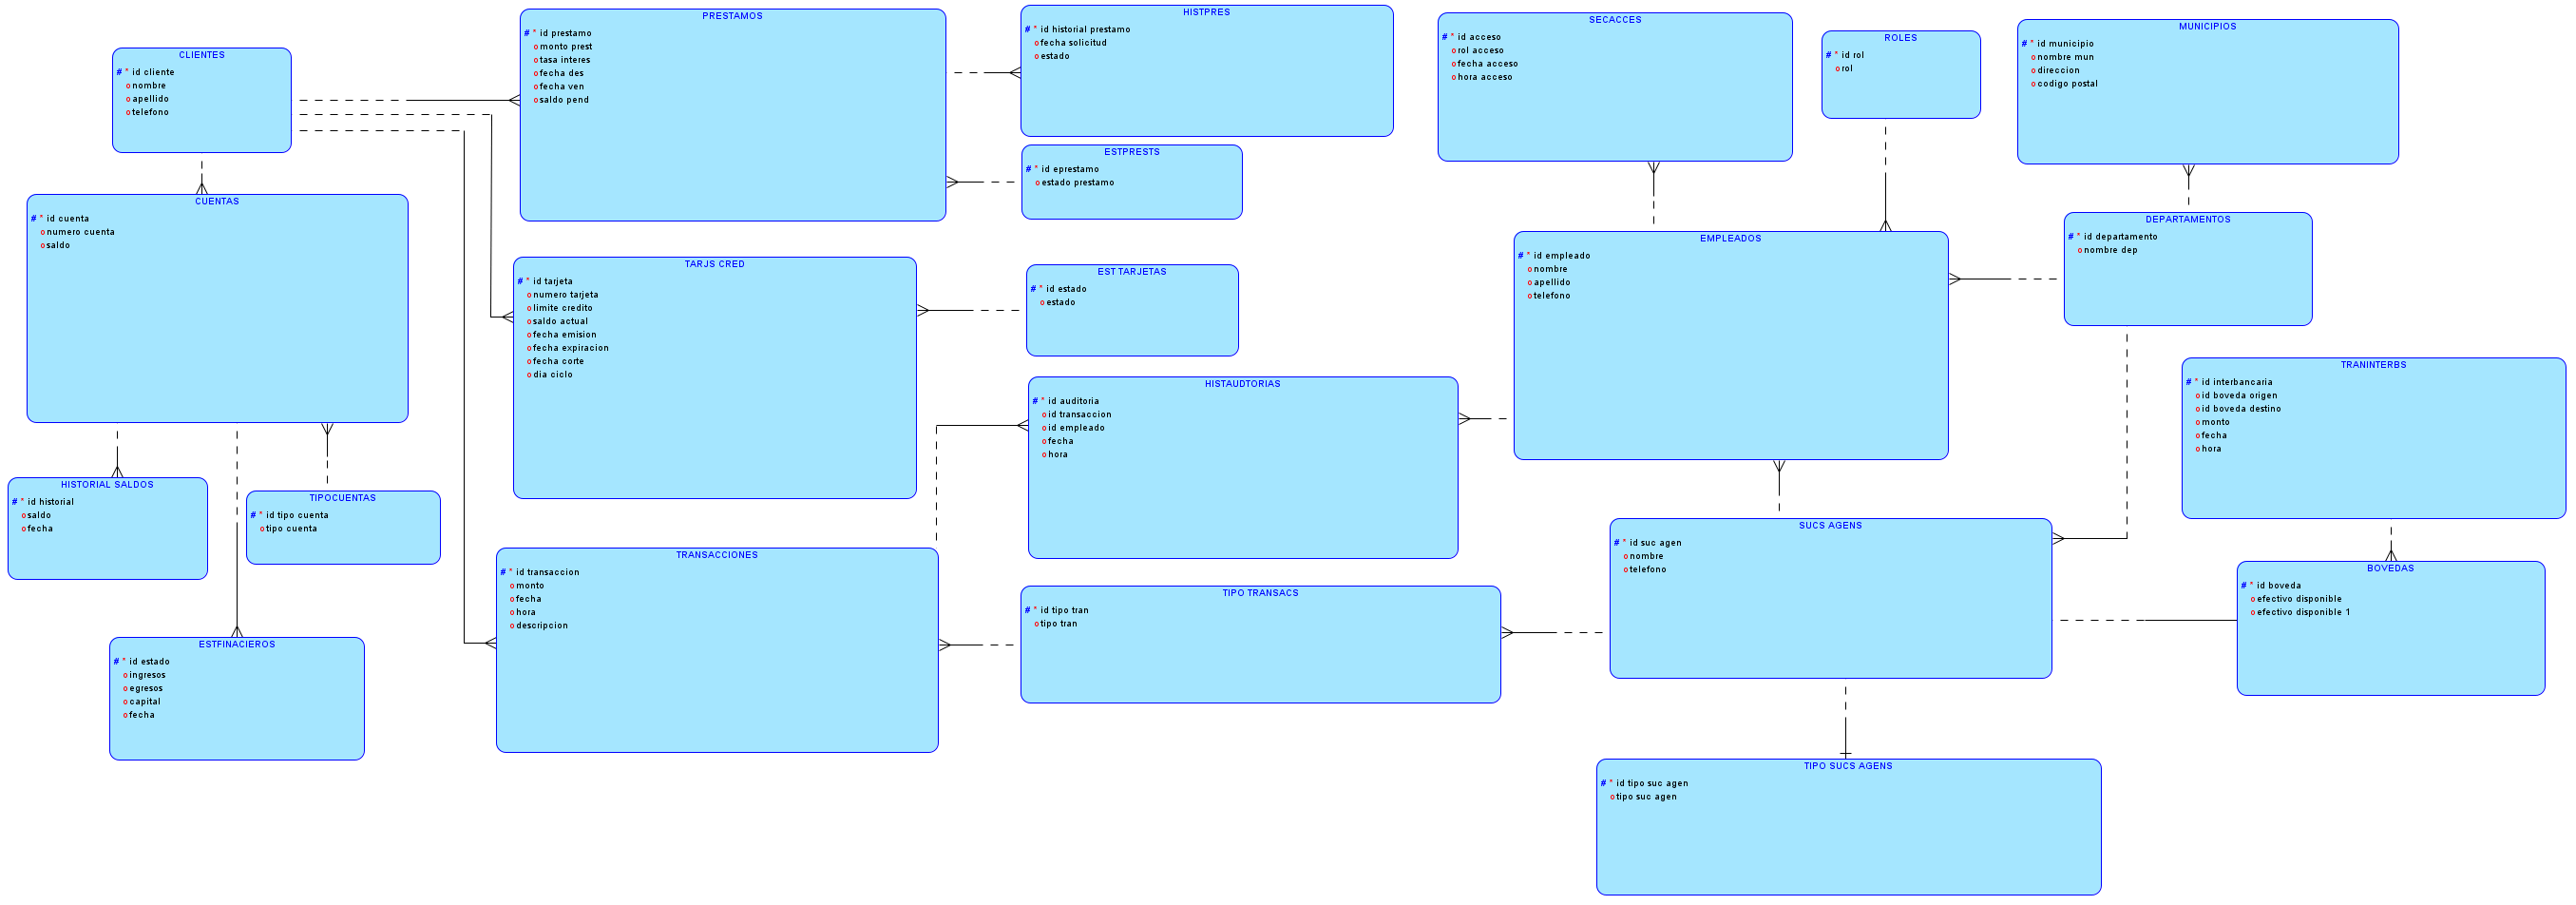 CLIENTES
# * id cliente
o nombre
o apellido
o telefono
CUENTAS
# * id cuenta
o numero cuenta
o saldo
HISTORIAL SALDOS
# * id historial
o saldo
o fecha
TIPOCUENTAS
# * id tipo cuenta
o tipo cuenta
ESTFINACIEROS
# * id estado
o ingresos
o egresos
o capital
o fecha
PRESTAMOS
# * id prestamo
o monto prest
o tasa interes
o fecha des
o fecha ven
o saldo pend
HISTPRES
# * id historial prestamo
o fecha solicitud
o estado
ESTPRESTS
# * id eprestamo
o estado prestamo
TARJS CRED
# * id tarjeta
o numero tarjeta
o limite credito
o saldo actual
o fecha emision
o fecha expiracion
o fecha corte
o dia ciclo
EST TARJETAS
# * id estado
o estado
HISTAUDTORIAS
# * id auditoria
o id transaccion
o id empleado
o fecha
o hora
TRANSACCIONES
# * id transaccion
o monto
o fecha
o hora
o descripcion
TIPO TRANSACS
# * id tipo tran
o tipo tran
SECACCES
# * id acceso
o rol acceso
o fecha acceso
o hora acceso
ROLES
# * id rol
o rol
MUNICIPIOS
# * id municipio
o nombre mun
o direccion
o codigo postal
EMPLEADOS
# * id empleado
o nombre
o apellido
o telefono
DEPARTAMENTOS
# * id departamento
o nombre dep
TRANINTERBS
# * id interbancaria
o id boveda origen
o id boveda destino
o monto
o fecha
o hora
SUCS AGENS
# * id suc agen
o nombre
o telefono
BOVEDAS
# * id boveda
o efectivo disponible
o efectivo disponible 1
TIPO SUCS AGENS
# * id tipo suc agen
o tipo suc agen